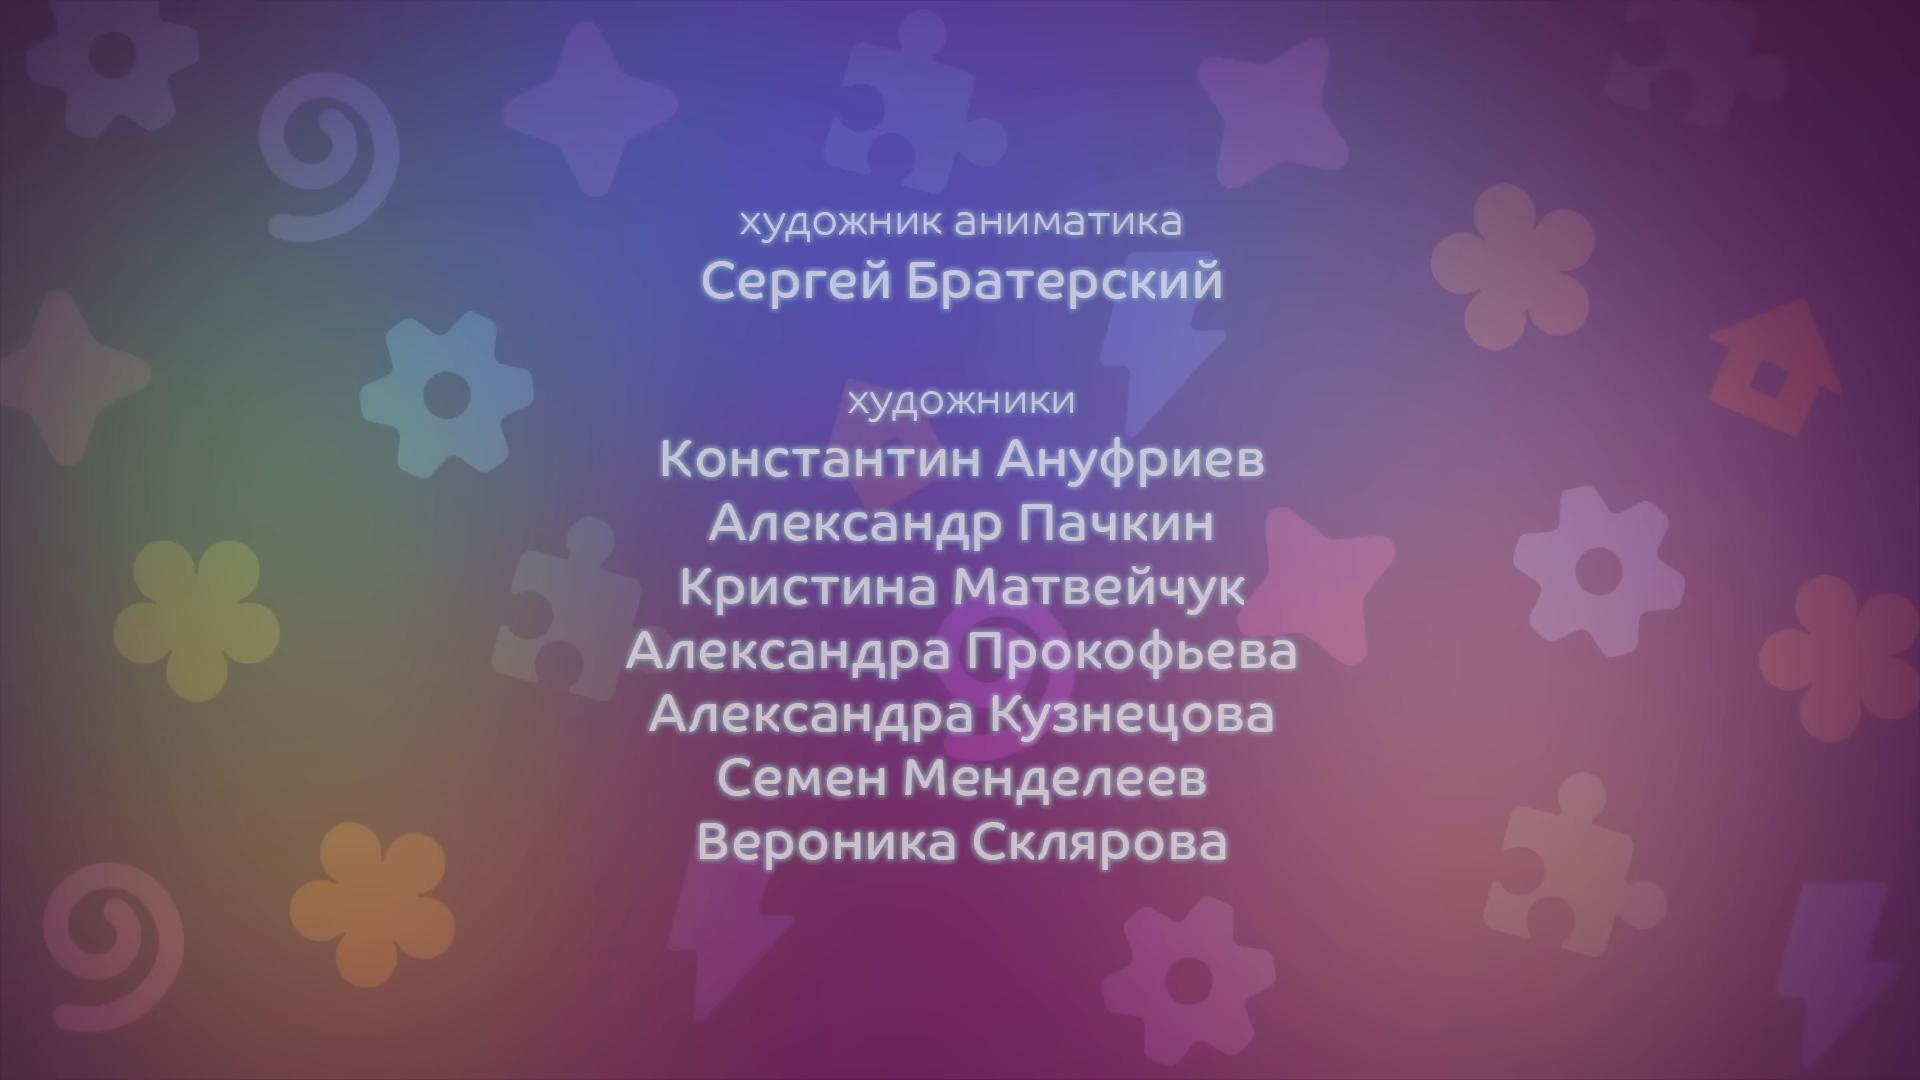 художник аниматика
Сергей Братерский
художники
Константин Ануфриев
Александр Пачкин
Кристина Матвейчук
Александра Прокофьева
Александра Кузнецова
Семен Менделеев
Вероника Склярова